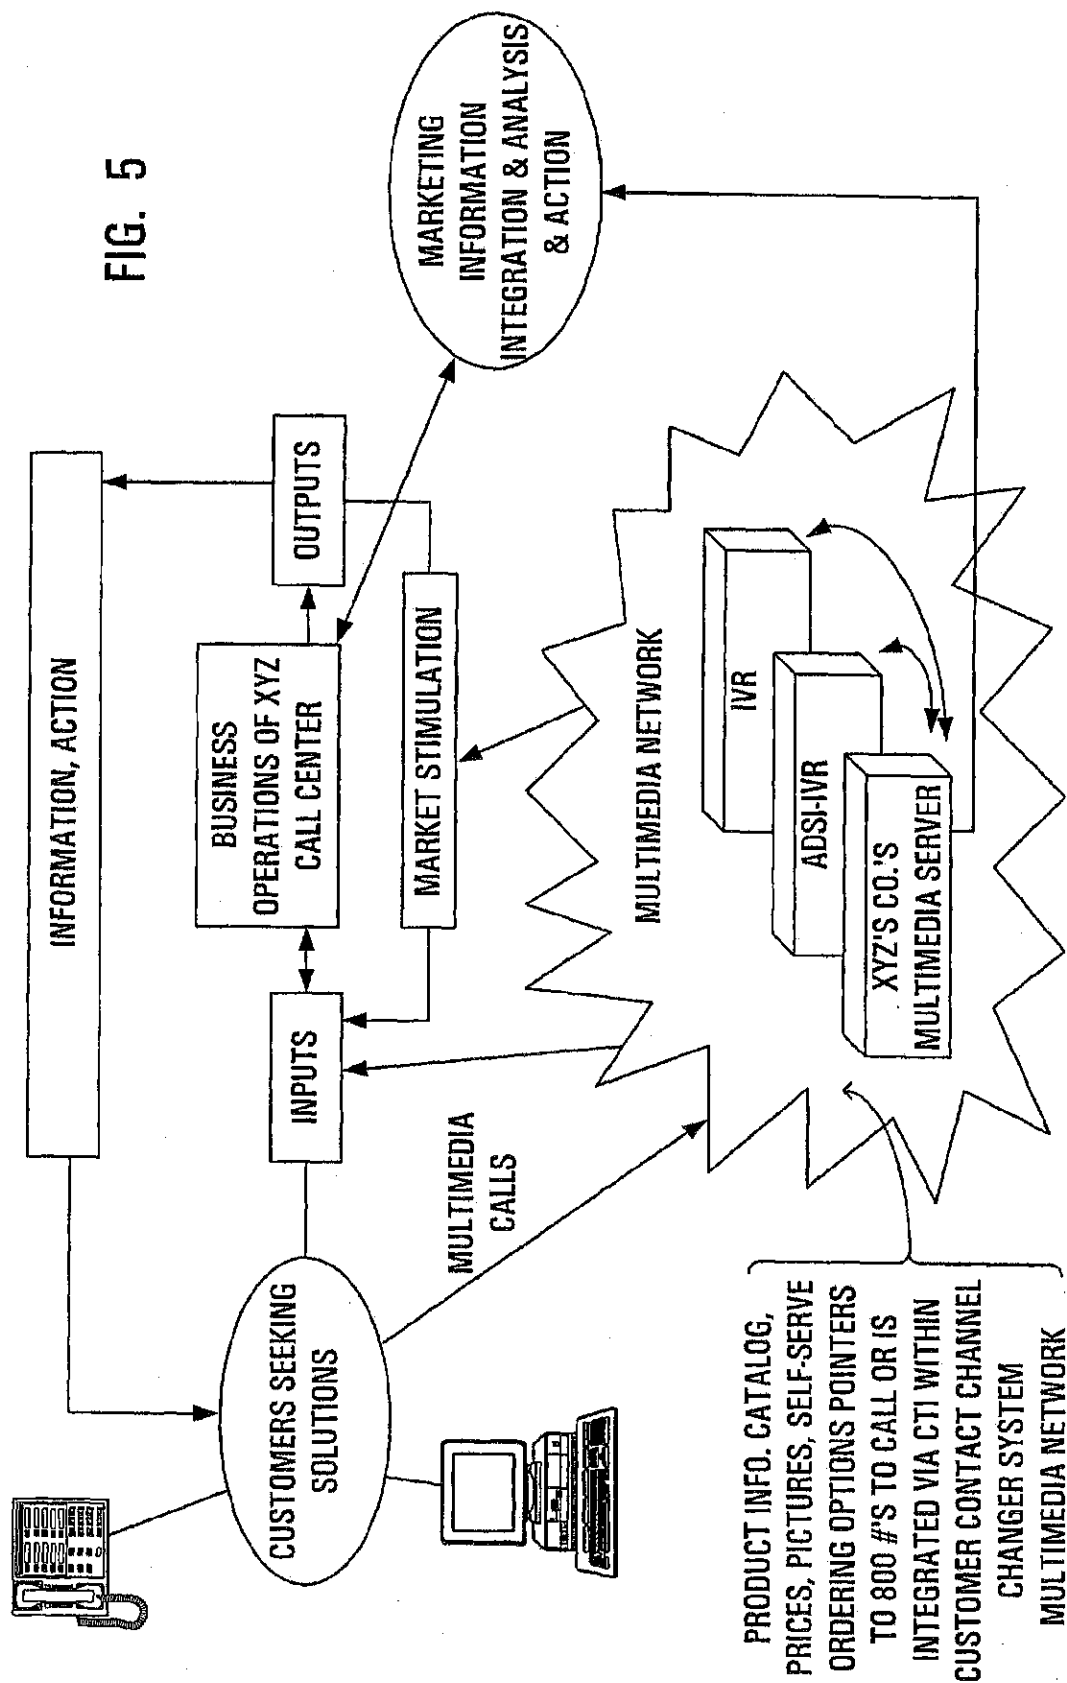 FIG. 5
INFORMATION, ACTION
CUSTOMERS SEEKING
SOLUTIONS
INPUTS
BUSINESS
OPERATIONS OF XYZ
CALL CENTER
OUTPUTS
MARKET STIMULATION
MARKETING
INFORMATION
INTEGRATION & ANALYSIS
& ACTION
MULTIMEDIA
CALLS
MULTIMEDIA NETWORK
IVR
ADSI-IVR
XYZ'S CO.'S
MULTIMEDIA SERVER
PRODUCT INFO. CATALOG,
PRICES, PICTURES, SELF-SERVE
ORDERING OPTIONS POINTERS
TO 800 #'S TO CALL OR IS
INTEGRATED VIA CTI WITHIN
CUSTOMER CONTACT CHANNEL
CHANGER SYSTEM
MULTIMEDIA NETWORK